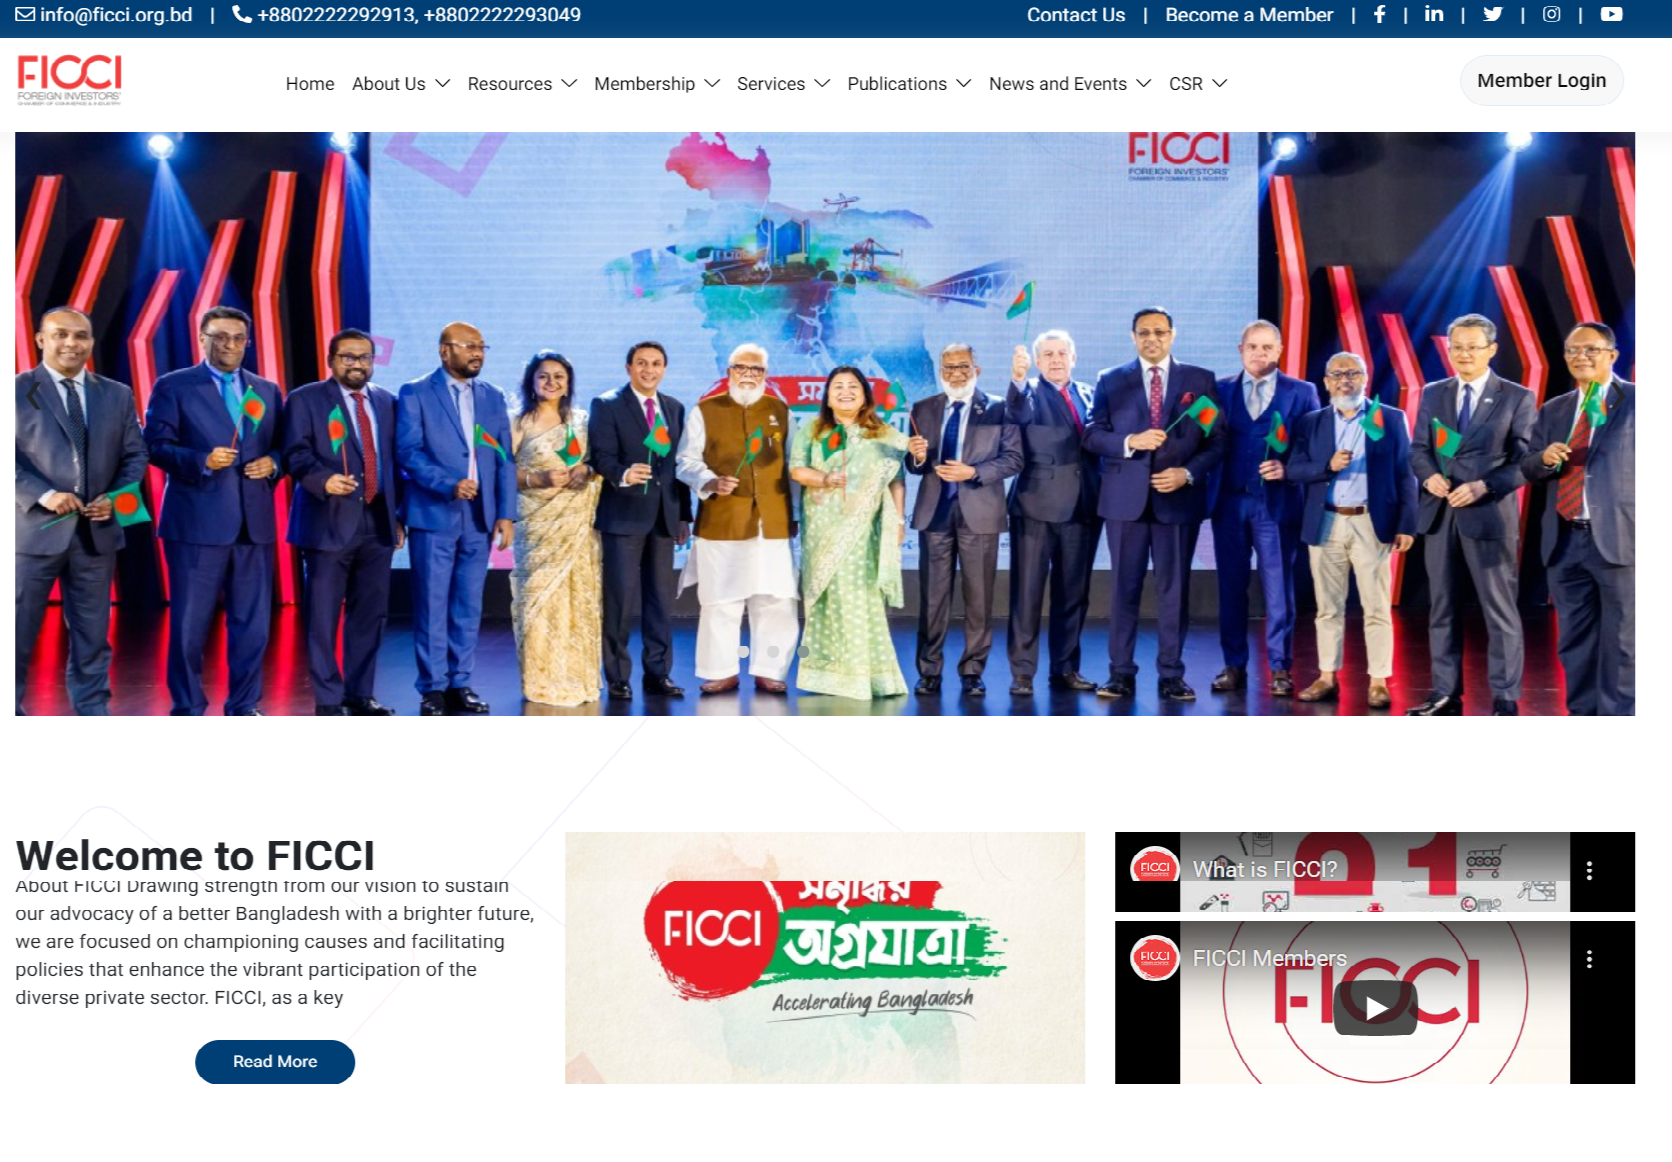 info@ficci.org.bd | +8802222292913, +8802222293049
Contact Us | Become a Member | | | | |
FICCI
FOREIGN INVESTORS'
CHAMBER OF COMMERCE & INDUSTRY
Home About Us Resources Membership Services Publications News and Events CSR
Member Login
FICCI
FOREIGN INVESTORS'
CHAMBER OF COMMERCE & INDUSTRY
Welcome to FICCI
About FICCI Drawing strength from our vision to sustain
our advocacy of a better Bangladesh with a brighter future,
we are focused on championing causes and facilitating
policies that enhance the vibrant participation of the
diverse private sector. FICCI, as a key
Read More
FICCI
সমৃদ্ধির
অগ্রযাত্রা
Accelerating Bangladesh
FICCI
What is FICCI?
FICCI
FICCI Members
FICCI